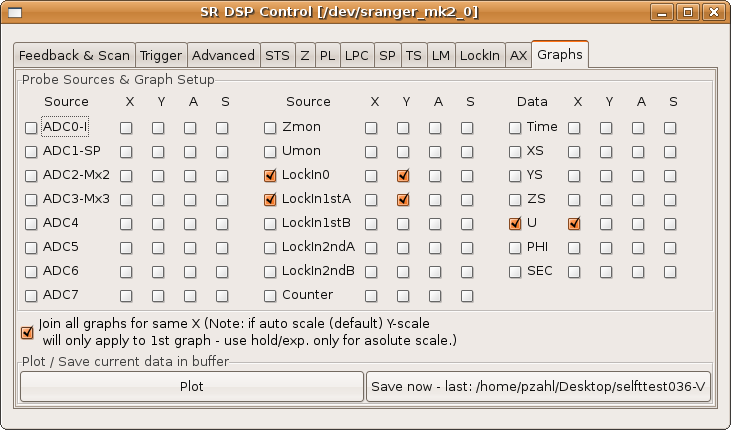 SR DSP Control [/dev/sranger_mk2_0]
Feedback & Scan Trigger Advanced STS Z PL LPC SP TS LM LockIn AX Graphs
Probe Sources & Graph Setup
Source X Y A S Source X Y A S Data X Y A S
ADC0-I Zmon Time
ADC1-SP Umon XS
ADC2-Mx2 LockIn0 YS
ADC3-Mx3 LockIn1stA ZS
ADC4 LockIn1stB U
ADC5 LockIn2ndA PHI
ADC6 LockIn2ndB SEC
ADC7 Counter
Join all graphs for same X (Note: if auto scale (default) Y-scale
will only apply to 1st graph - use hold/exp. only for asolute scale.)
Plot / Save current data in buffer
Plot Save now - last: /home/pzahl/Desktop/selfttest036-V